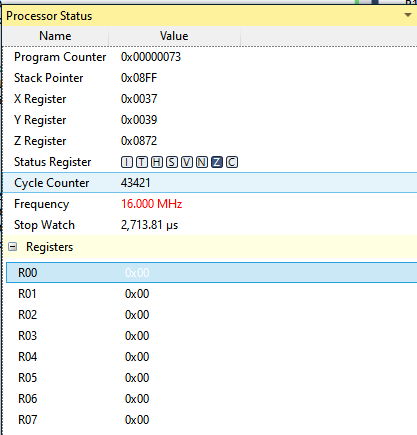 Processor Status
Name Value
Program Counter 0x00000073
Stack Pointer 0x08FF
X Register 0x0037
Y Register 0x0039
Z Register 0x0872
Status Register I T H S V N Z C
Cycle Counter 43421
Frequency 16.000 MHz
Stop Watch 2,713.81 µs
Registers
R00 0x00
R01 0x00
R02 0x00
R03 0x00
R04 0x00
R05 0x00
R06 0x00
R07 0x00